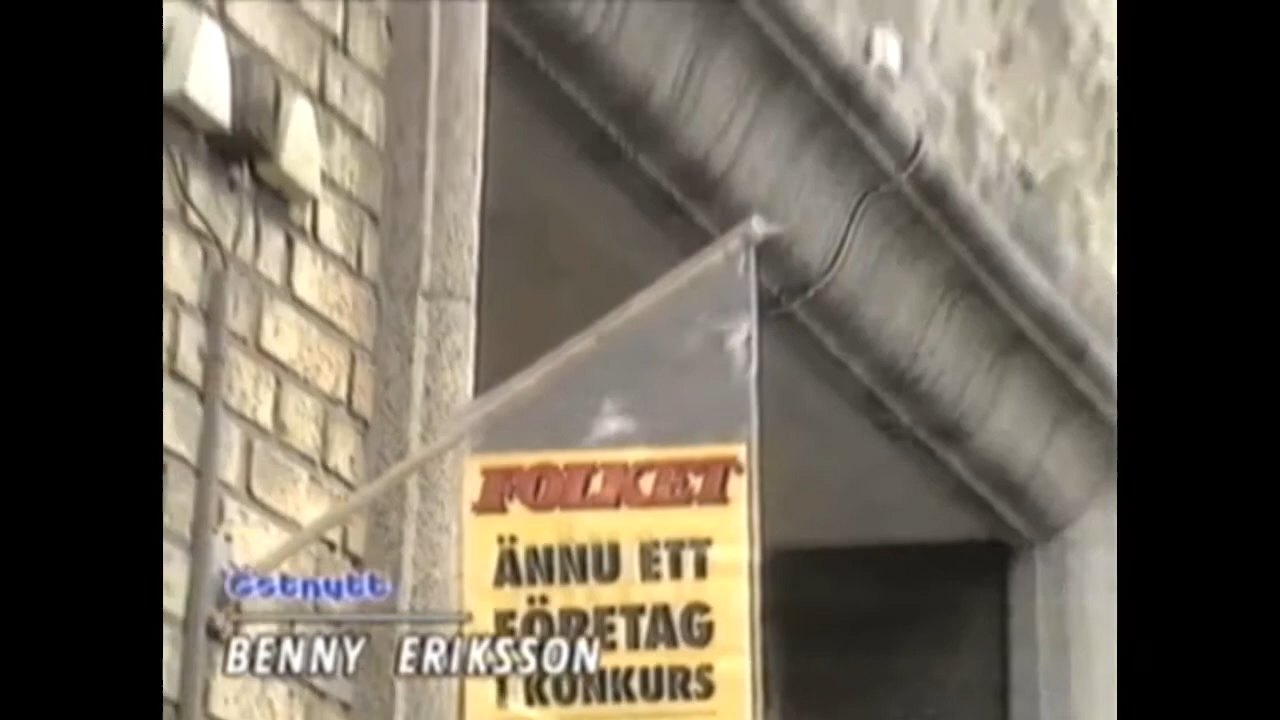 FOLKET
ÄNNU ETT
FÖRETAG
I KONKURS
Östnytt
BENNY ERIKSSON